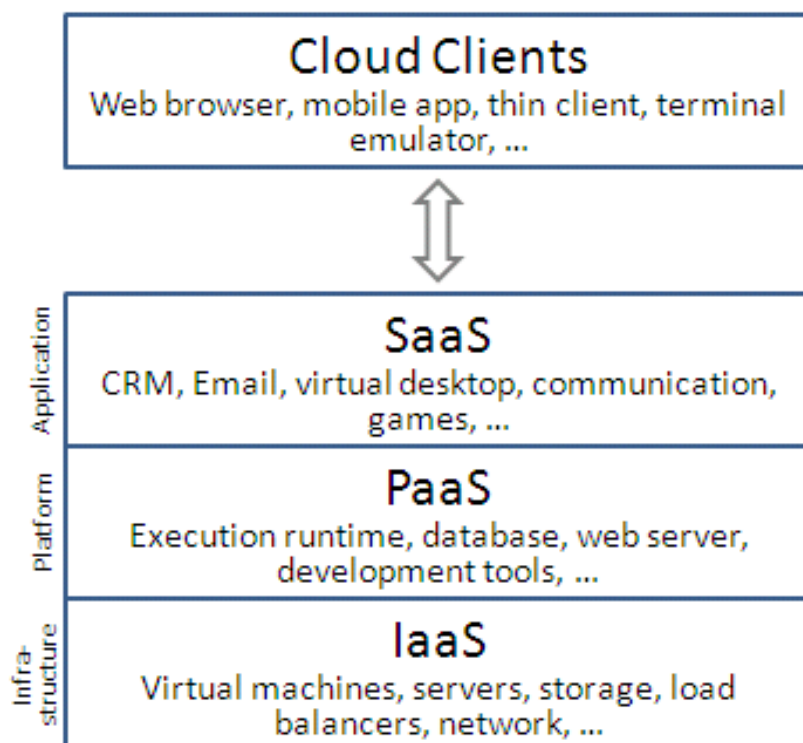 Cloud Clients
Web browser, mobile app, thin client, terminal
emulator, ...
Application
SaaS
CRM, Email, virtual desktop, communication,
games, ...
Platform
PaaS
Execution runtime, database, web server,
development tools, ...
Infra-
structure
IaaS
Virtual machines, servers, storage, load
balancers, network, ...